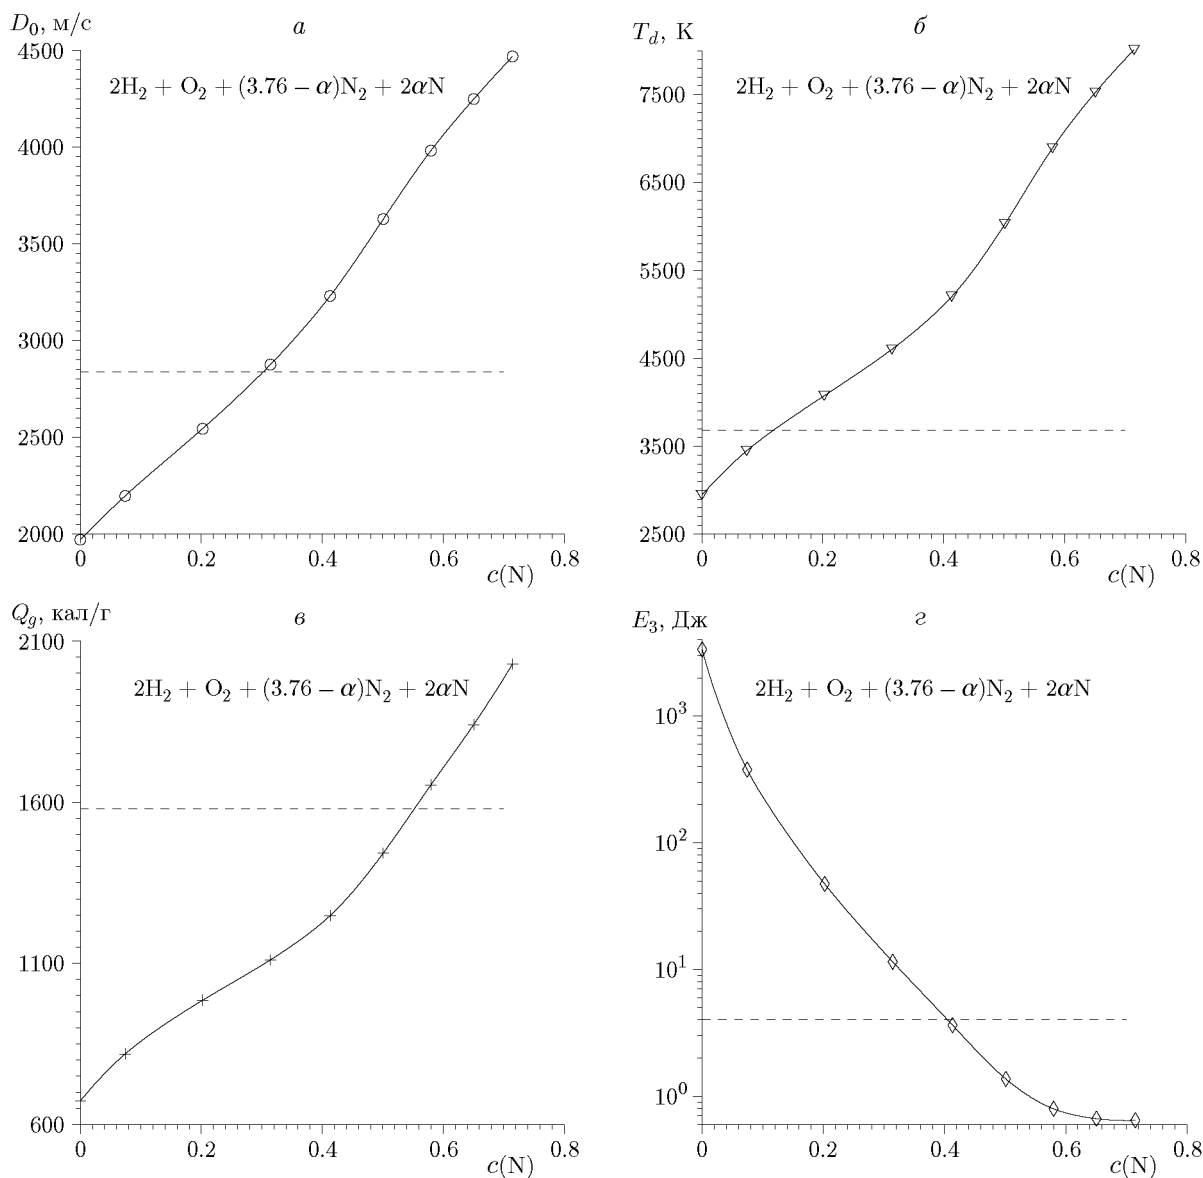 D₀, м/с
а
4500
2H₂ + O₂ + (3.76 − α)N₂ + 2αN
4000
3500
3000
2500
2000
0 0.2 0.4 0.6 0.8
c(N)
T_d, К
б
2H₂ + O₂ + (3.76 − α)N₂ + 2αN
7500
6500
5500
4500
3500
2500
0 0.2 0.4 0.6 0.8
c(N)
Q_g, кал/г
в
2100
2H₂ + O₂ + (3.76 − α)N₂ + 2αN
1600
1100
600
0 0.2 0.4 0.6 0.8
c(N)
E₃, Дж
г
2H₂ + O₂ + (3.76 − α)N₂ + 2αN
10³
10²
10¹
10⁰
0 0.2 0.4 0.6 0.8
c(N)